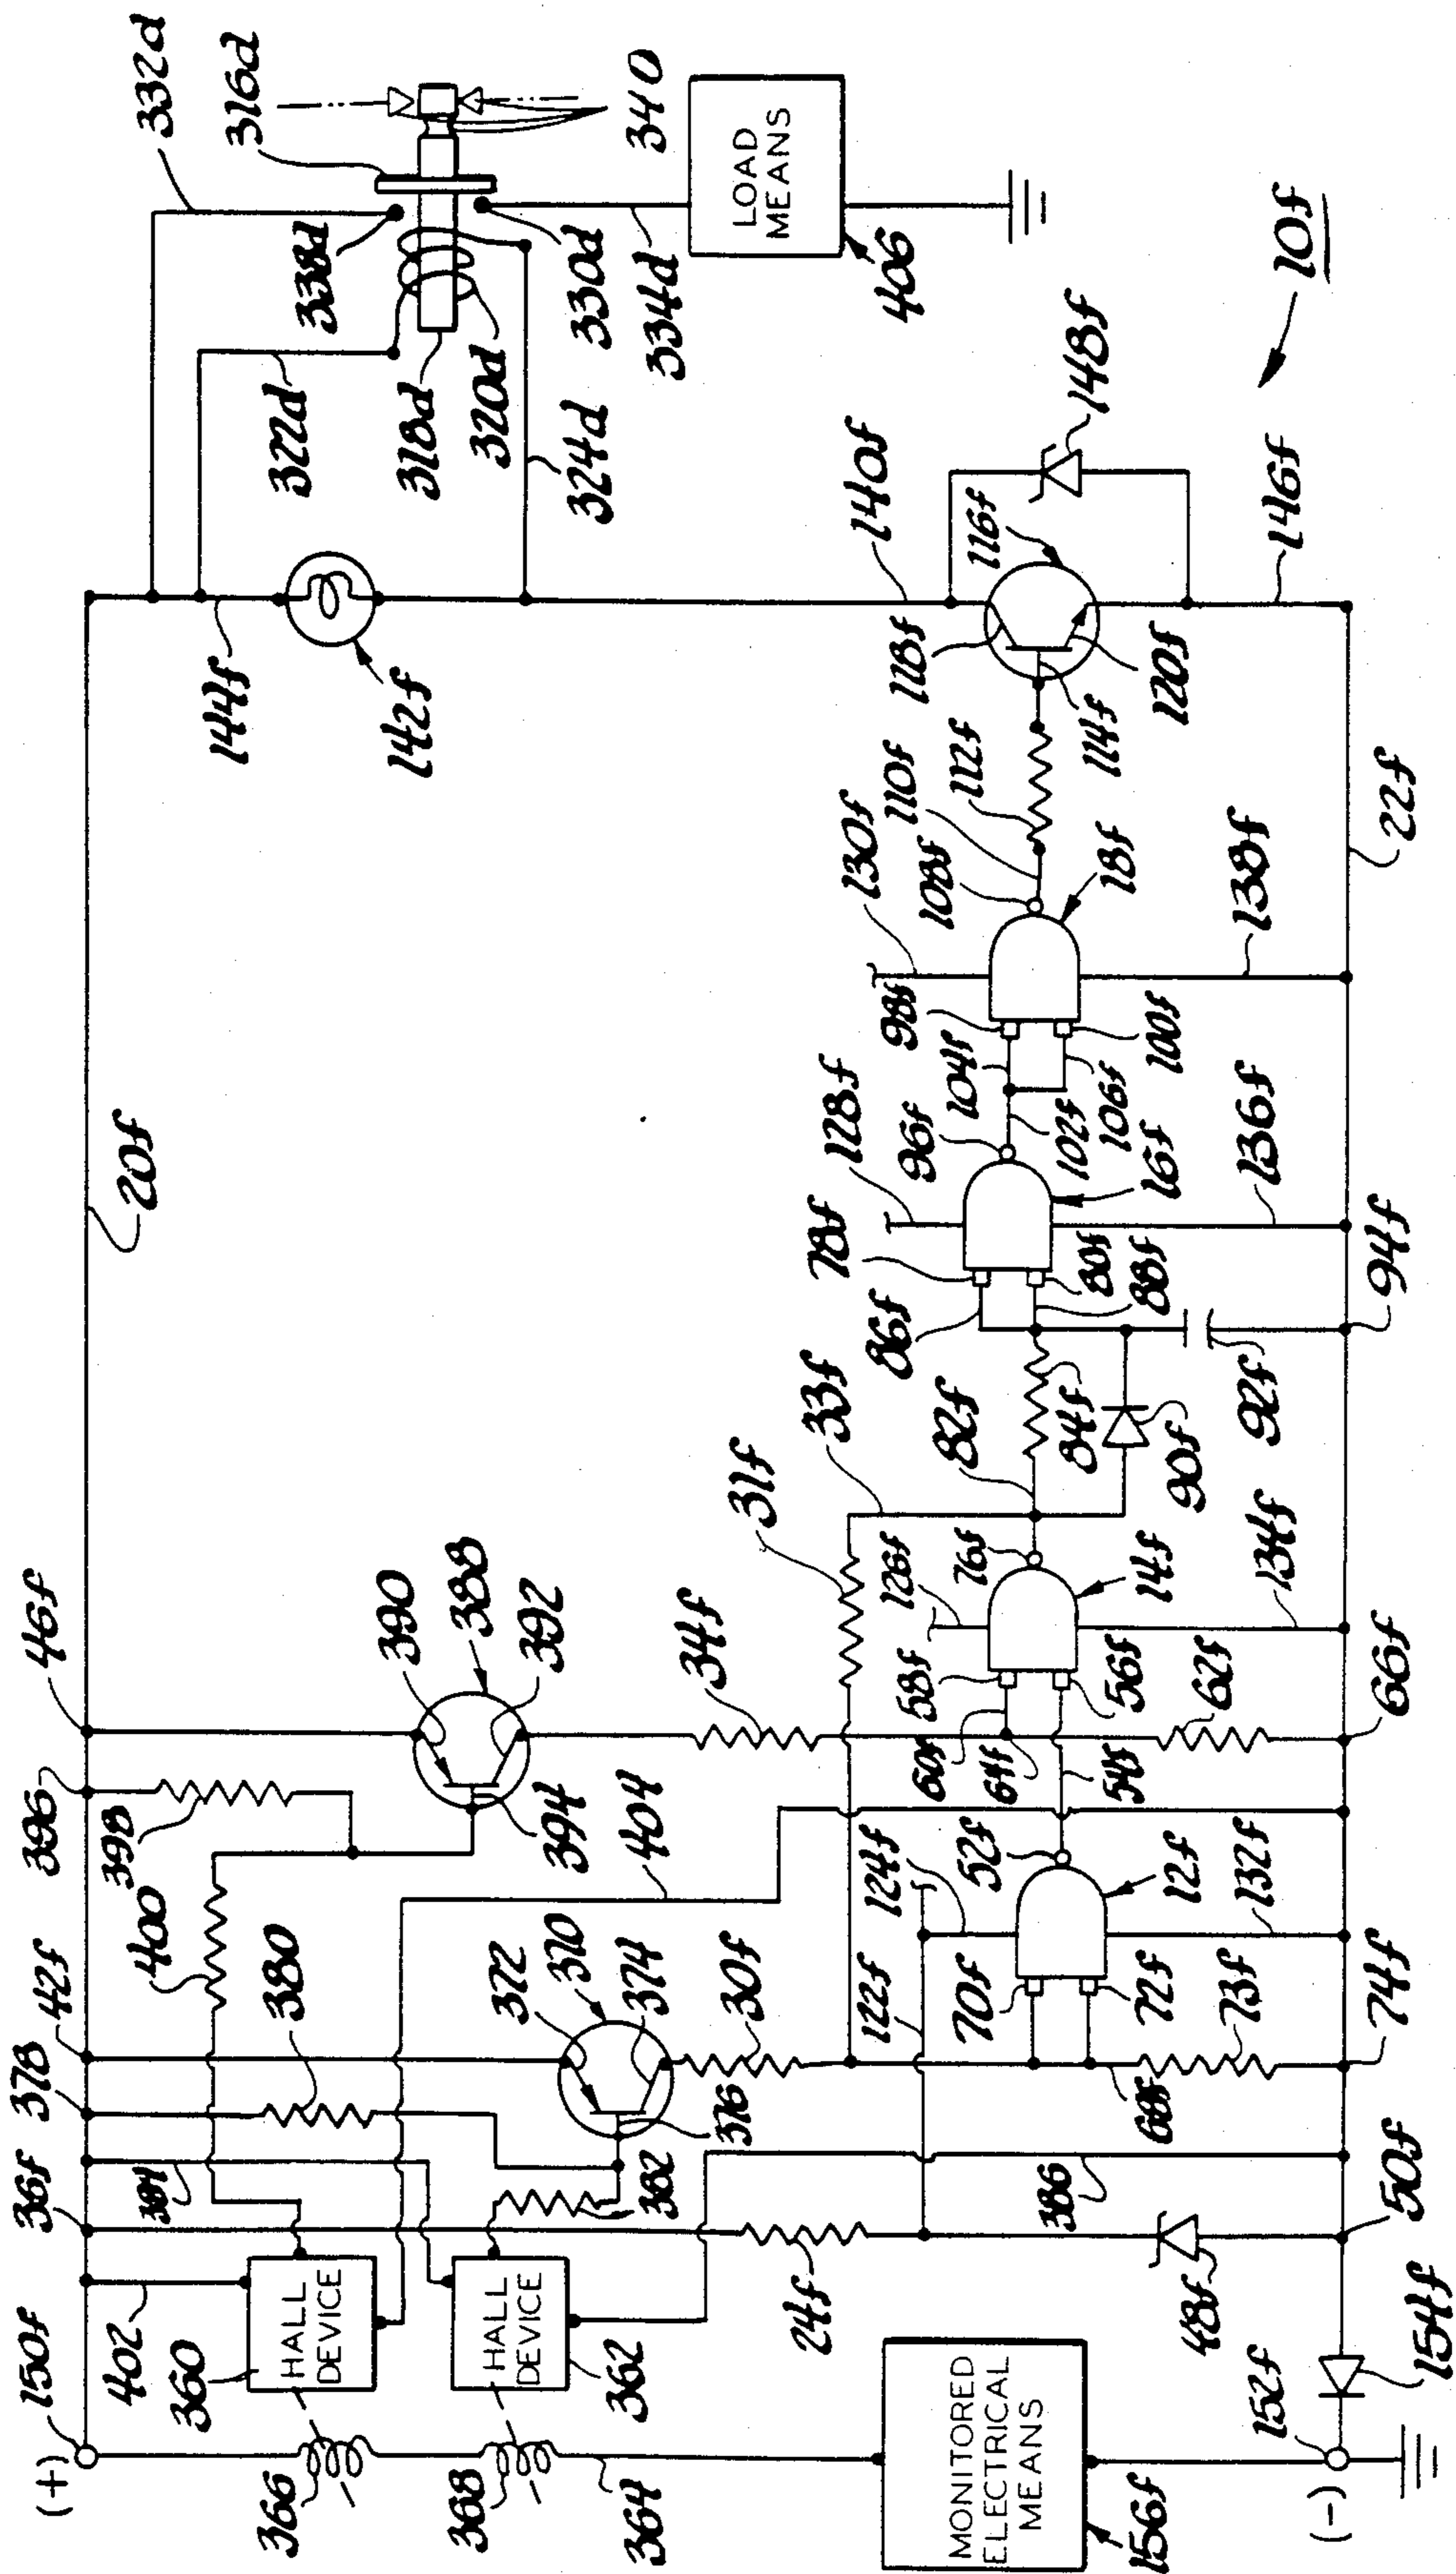 (+)
150f
36f
378
42f
396
46f
20f
402
360
HALL
DEVICE
366
384
400
398
380
390
388
392
394
404
144f
142f
332d
322d
338d
316d
318d
320d
324d
330d
334d
340
LOAD
MEANS
406
368
364
HALL
DEVICE
362
382
376
372
370
374
30f
34f
31f
33f
24f
122f
124f
70f
72f
73f
68f
52f
12f
132f
54f
60f
64f
58f
56f
62f
126f
76f
14f
134f
82f
84f
90f
92f
86f
88f
78f
80f
128f
96f
16f
136f
102f
104f
106f
98f
100f
130f
108f
110f
18f
138f
112f
114f
118f
116f
120f
140f
148f
146f
MONITORED
ELECTRICAL
MEANS
156f
(-)
152f
154f
48f
386
50f
74f
66f
94f
22f
10f